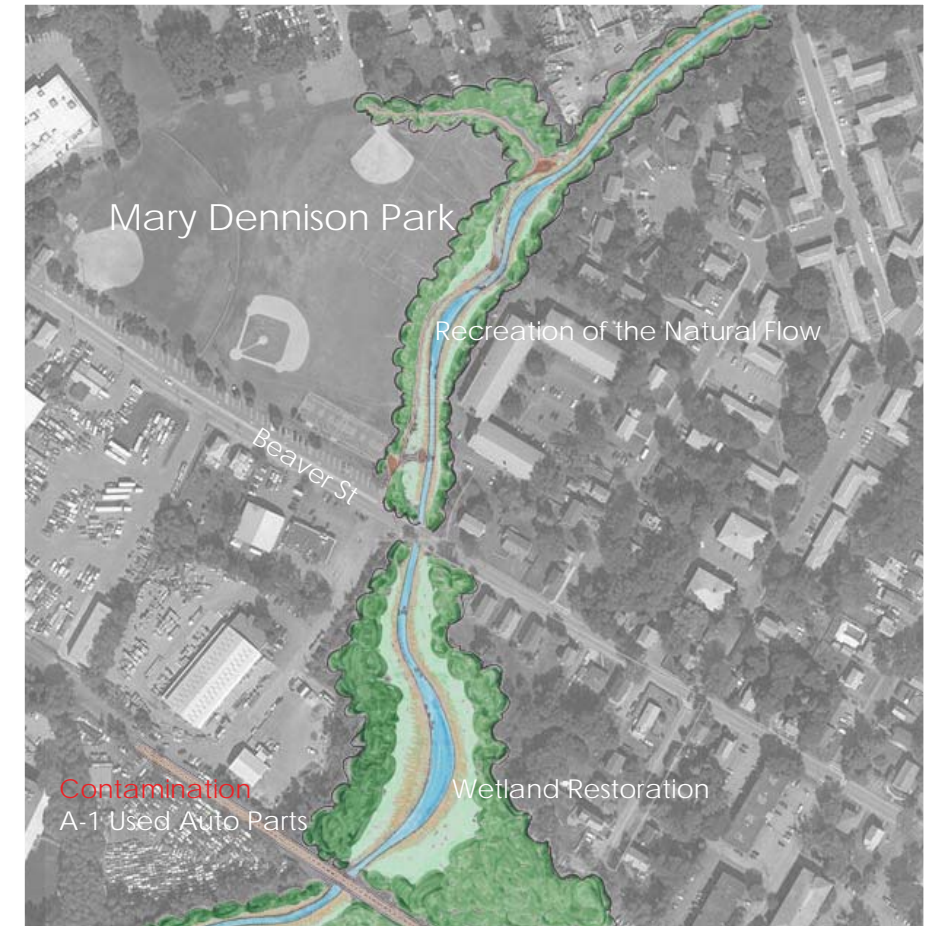 Mary Dennison Park
Recreation of the Natural Flow
Beaver St
Contamination
A-1 Used Auto Parts
Wetland Restoration